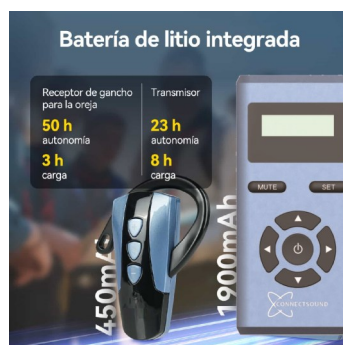 Batería de litio integrada
Receptor de gancho
para la oreja
50 h
autonomía
3 h
carga
Transmisor
23 h
autonomía
8 h
carga
450mA
1900mAh
MUTE
SET
CONNECTSOUND